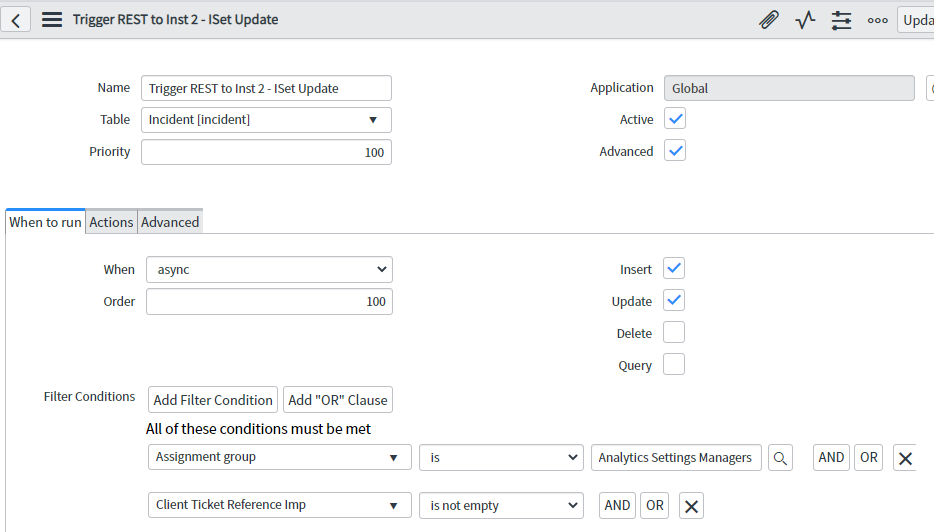 Trigger REST to Inst 2 - ISet Update
Upda
Name Trigger REST to Inst 2 - ISet Update Application Global
Table Incident [incident] Active
Priority 100 Advanced
When to run Actions Advanced
When async Insert
Order 100 Update
Delete
Query
Filter Conditions Add Filter Condition Add "OR" Clause
All of these conditions must be met
Assignment group is Analytics Settings Managers AND OR
Client Ticket Reference Imp is not empty AND OR